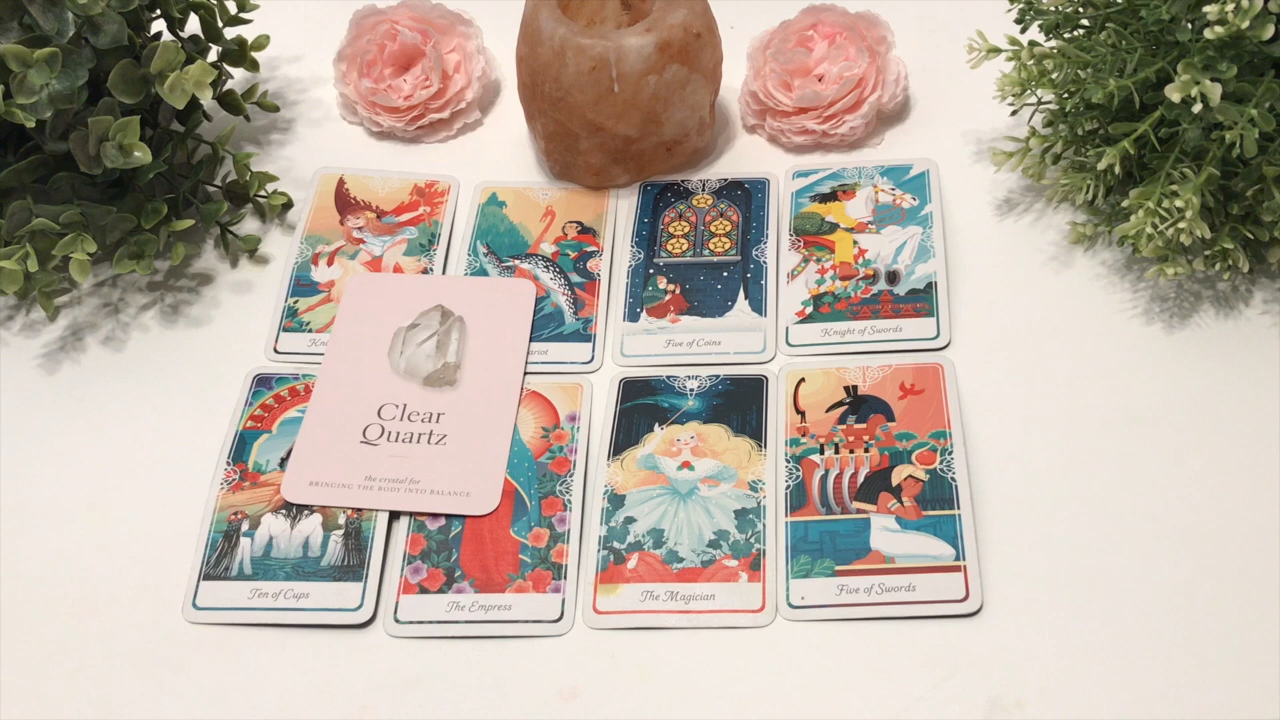 Five of Coins
Knight of Swords
Clear
Quartz
the crystal for
BRINGING THE BODY INTO BALANCE
Ten of Cups
The Empress
The Magician
Five of Swords